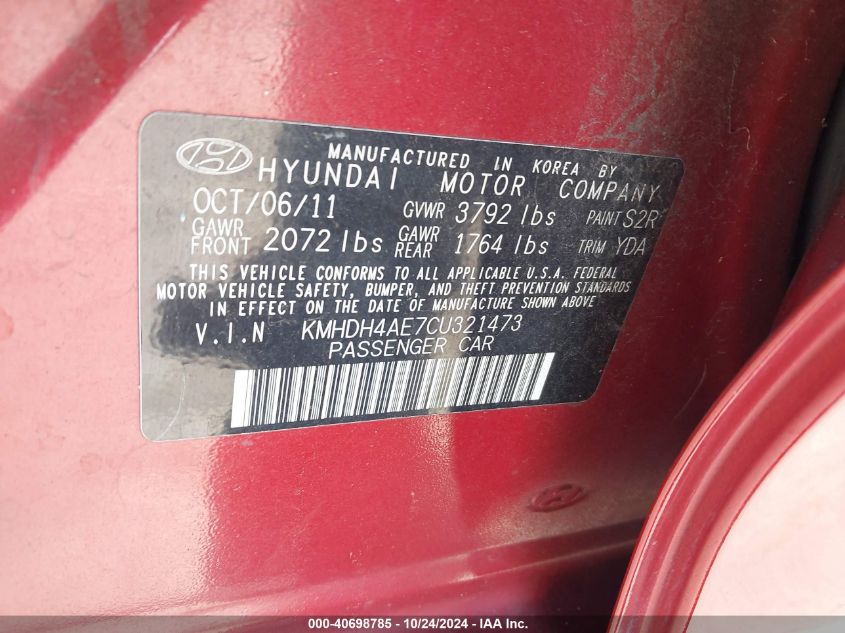 MANUFACTURED IN KOREA BY
HYUNDAI MOTOR COMPANY
OCT/06/11 GVWR 3792 lbs PAINT S2R
GAWR FRONT 2072 lbs GAWR REAR 1764 lbs TRIM YDA
THIS VEHICLE CONFORMS TO ALL APPLICABLE U.S.A. FEDERAL
MOTOR VEHICLE SAFETY, BUMPER, AND THEFT PREVENTION STANDARDS
IN EFFECT ON THE DATE OF MANUFACTURE SHOWN ABOVE
V.I.N KMHDH4AE7CU321473
PASSENGER CAR
000-40698785 - 10/24/2024 - IAA Inc.